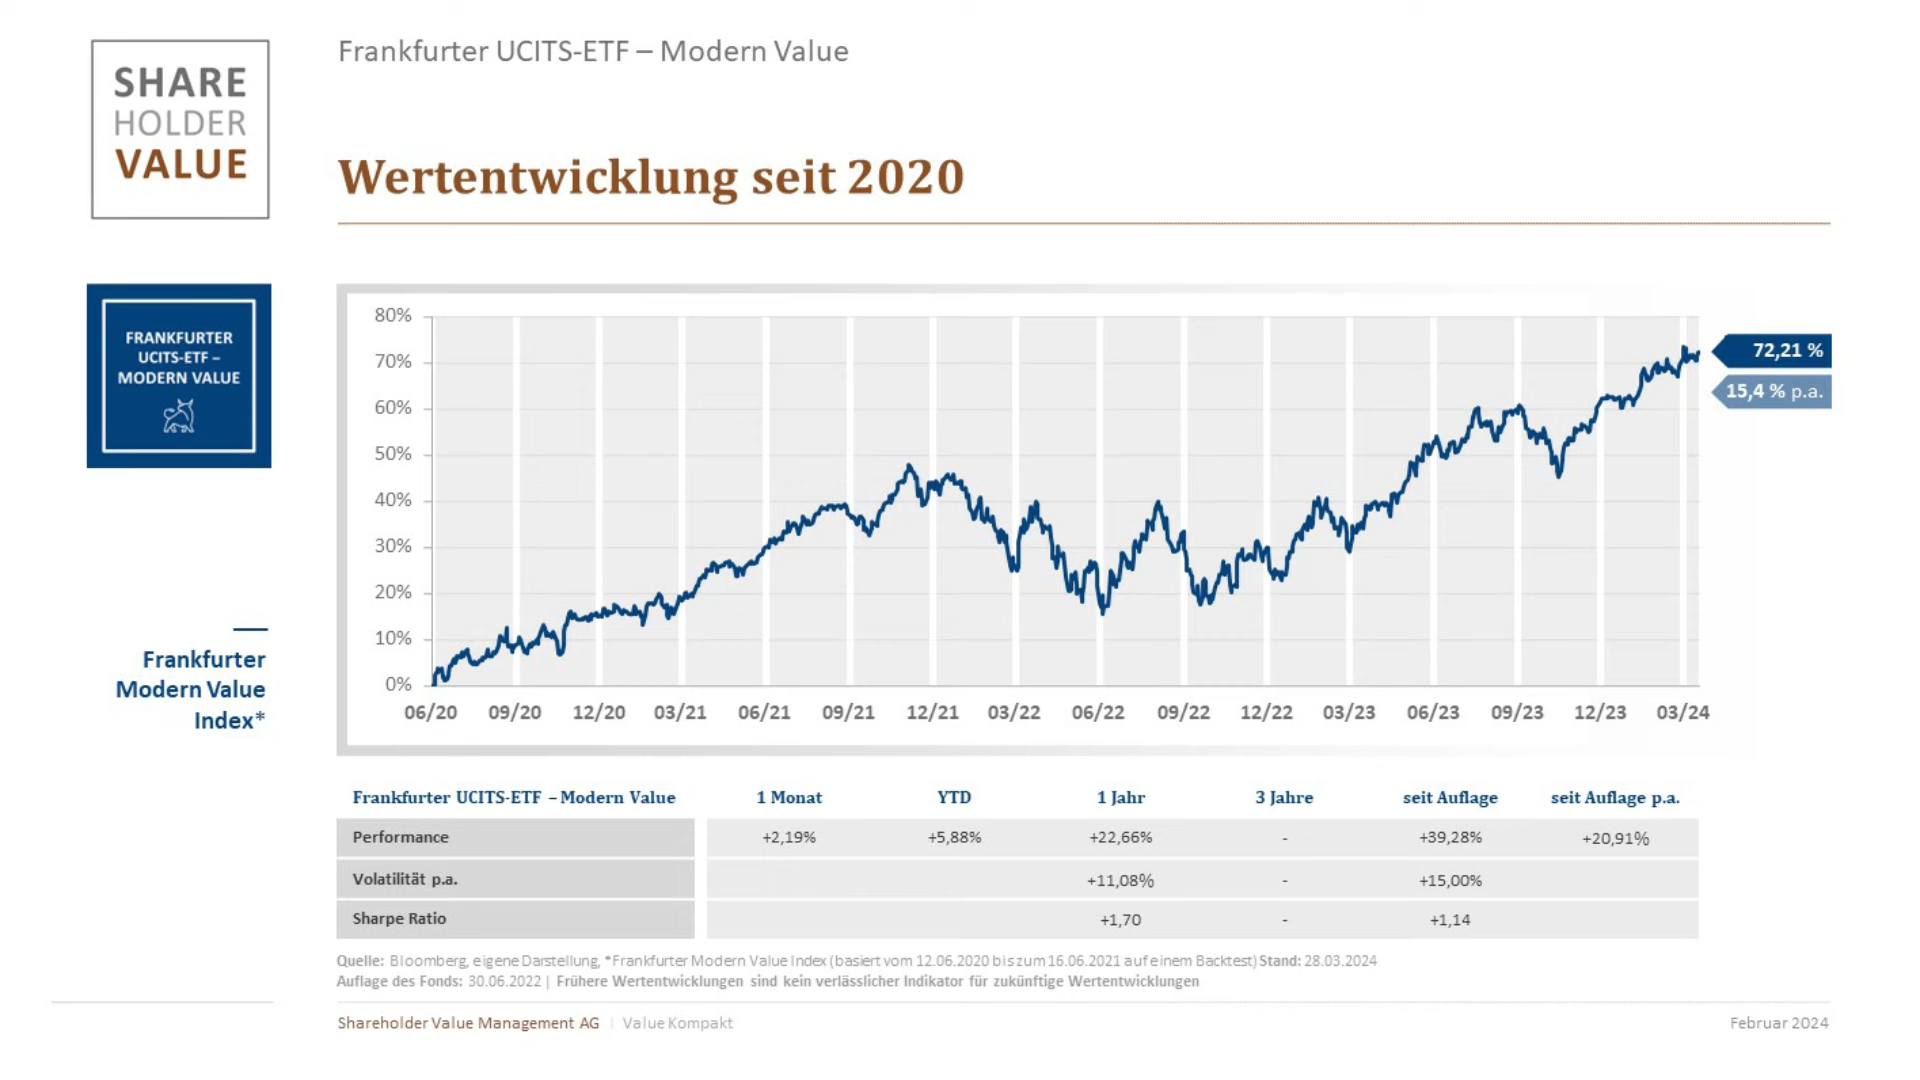 SHARE
HOLDER
VALUE
Frankfurter UCITS-ETF – Modern Value
Wertentwicklung seit 2020
FRANKFURTER
UCITS-ETF –
MODERN VALUE
Frankfurter
Modern Value
Index*
80%
70%
60%
50%
40%
30%
20%
10%
0%
06/20 09/20 12/20 03/21 06/21 09/21 12/21 03/22 06/22 09/22 12/22 03/23 06/23 09/23 12/23 03/24
72,21 %
15,4 % p.a.
Frankfurter UCITS-ETF – Modern Value 1 Monat YTD 1 Jahr 3 Jahre seit Auflage seit Auflage p.a.
Performance +2,19% +5,88% +22,66% - +39,28% +20,91%
Volatilität p.a. +11,08% - +15,00%
Sharpe Ratio +1,70 - +1,14
Quelle: Bloomberg, eigene Darstellung, *Frankfurter Modern Value Index (basiert vom 12.06.2020 bis zum 16.06.2021 auf einem Backtest) Stand: 28.03.2024
Auflage des Fonds: 30.06.2022 | Frühere Wertentwicklungen sind kein verlässlicher Indikator für zukünftige Wertentwicklungen
Shareholder Value Management AG | Value Kompakt
Februar 2024